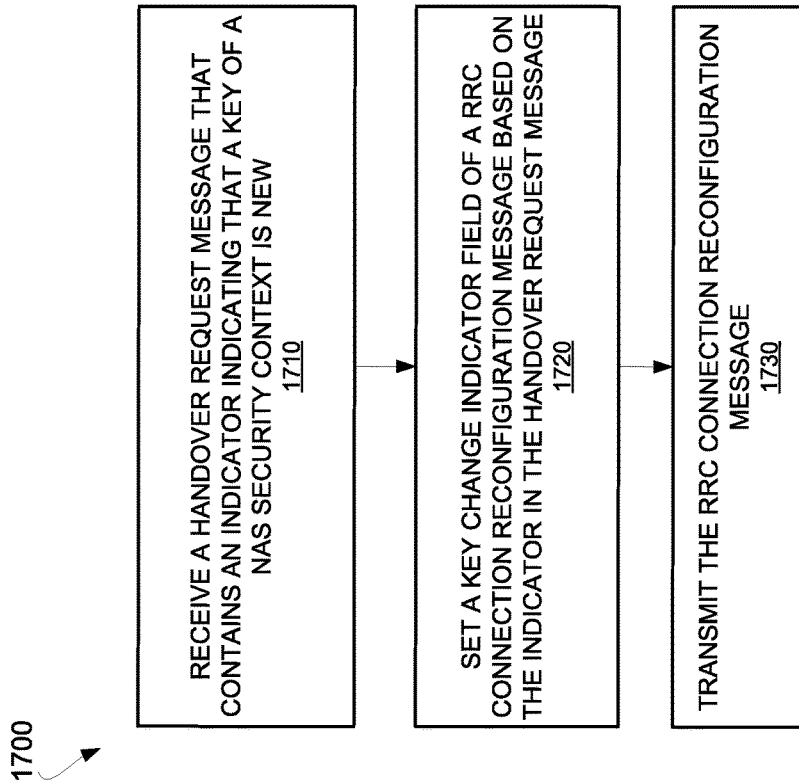 1700
RECEIVE A HANDOVER REQUEST MESSAGE THAT
CONTAINS AN INDICATOR INDICATING THAT A KEY OF A
NAS SECURITY CONTEXT IS NEW
1710
SET A KEY CHANGE INDICATOR FIELD OF A RRC
CONNECTION RECONFIGURATION MESSAGE BASED ON
THE INDICATOR IN THE HANDOVER REQUEST MESSAGE
1720
TRANSMIT THE RRC CONNECTION RECONFIGURATION
MESSAGE
1730